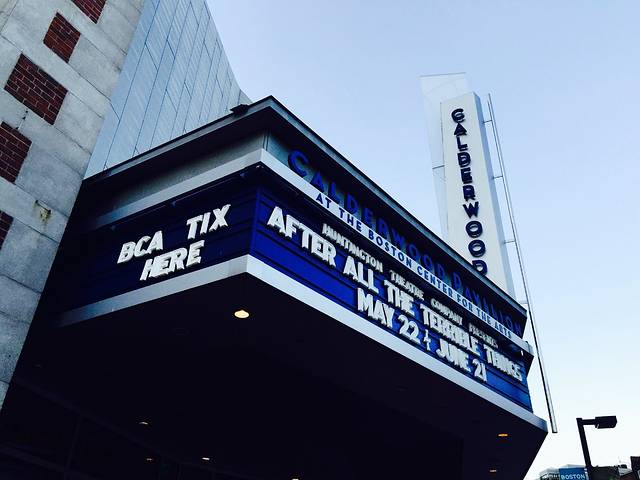 CALDERWOOD
CALDERWOOD PAVILION
AT THE BOSTON CENTER FOR THE ARTS
BCA TIX
HERE
HUNTINGTON THEATRE COMPANY PRESENTS
AFTER ALL THE TERRIBLE THINGS
MAY 22 - JUNE 21
BOSTON